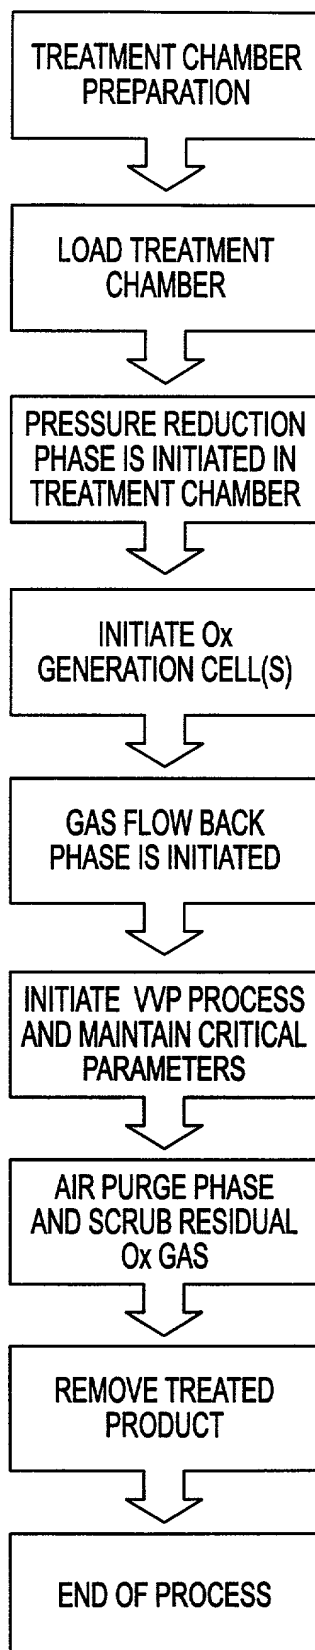 TREATMENT CHAMBER
PREPARATION
LOAD TREATMENT
CHAMBER
PRESSURE REDUCTION
PHASE IS INITIATED IN
TREATMENT CHAMBER
INITIATE Ox
GENERATION CELL(S)
GAS FLOW BACK
PHASE IS INITIATED
INITIATE VVP PROCESS
AND MAINTAIN CRITICAL
PARAMETERS
AIR PURGE PHASE
AND SCRUB RESIDUAL
Ox GAS
REMOVE TREATED
PRODUCT
END OF PROCESS